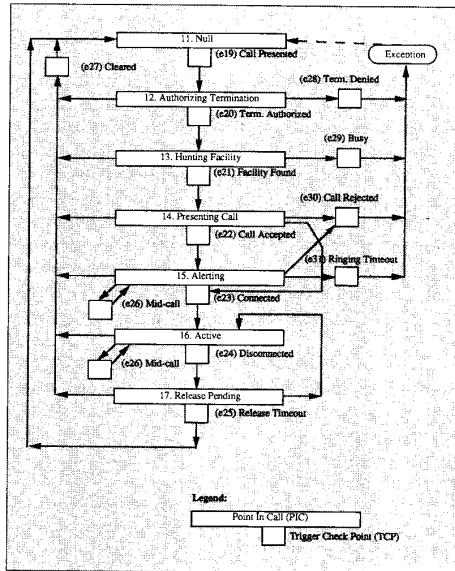 11. Null
(e19) Call Presented
Exception
(e27) Cleared
(e28) Term. Denied
12. Authorizing Termination
(e20) Term. Authorized
(e29) Busy
13. Hunting Facility
(e21) Facility Found
(e30) Call Rejected
14. Presenting Call
(e22) Call Accepted
(e31) Ringing Timeout
15. Alerting
(e26) Mid-call
(e23) Connected
16. Active
(e26) Mid-call
(e24) Disconnected
17. Release Pending
(e25) Release Timeout
Legend:
Point In Call (PIC)
Trigger Check Point (TCP)